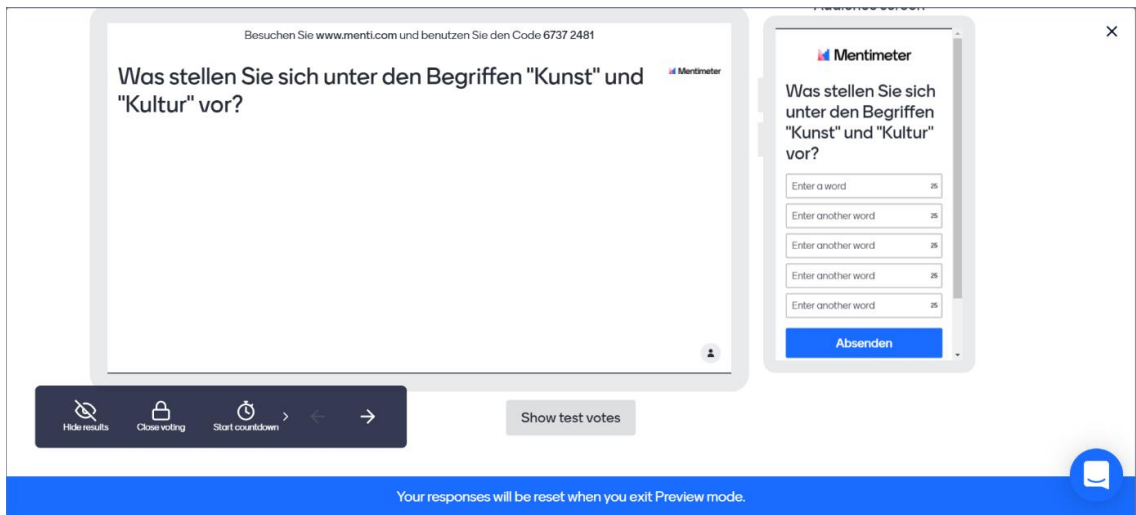 Audience screen
Besuchen Sie www.menti.com und benutzen Sie den Code 6737 2481
Was stellen Sie sich unter den Begriffen "Kunst" und
"Kultur" vor?
Mentimeter
Mentimeter
Was stellen Sie sich
unter den Begriffen
"Kunst" und "Kultur"
vor?
Enter a word 25
Enter another word 25
Enter another word 25
Enter another word 25
Enter another word 25
Absenden
Hide results
Close voting
Start countdown
Show test votes
Your responses will be reset when you exit Preview mode.